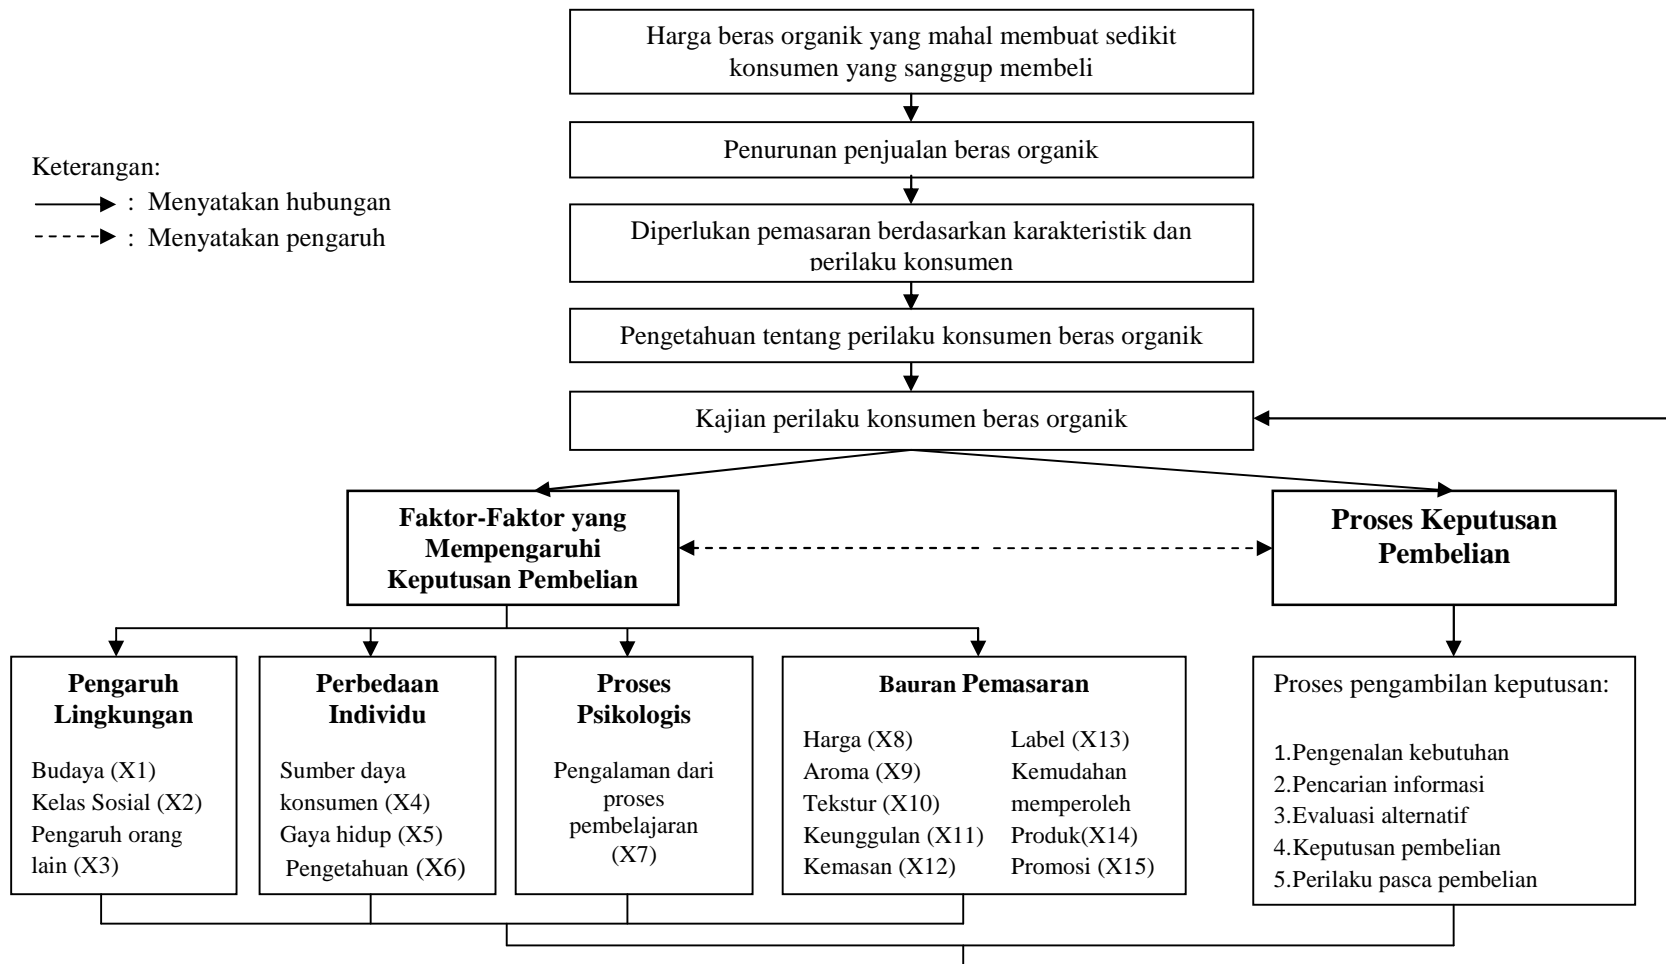 Harga beras organik yang mahal membuat sedikit
konsumen yang sanggup membeli
Penurunan penjualan beras organik
Keterangan:
: Menyatakan hubungan
: Menyatakan pengaruh
Diperlukan pemasaran berdasarkan karakteristik dan
perilaku konsumen
Pengetahuan tentang perilaku konsumen beras organik
Kajian perilaku konsumen beras organik
Faktor-Faktor yang
Mempengaruhi
Keputusan Pembelian
Proses Keputusan
Pembelian
Pengaruh
Lingkungan
Budaya (X1)
Kelas Sosial (X2)
Pengaruh orang
lain (X3)
Perbedaan
Individu
Sumber daya
konsumen (X4)
Gaya hidup (X5)
Pengetahuan (X6)
Proses
Psikologis
Pengalaman dari
proses
pembelajaran
(X7)
Bauran Pemasaran
Harga (X8)
Aroma (X9)
Tekstur (X10)
Keunggulan (X11)
Kemasan (X12)
Label (X13)
Kemudahan
memperoleh
Produk(X14)
Promosi (X15)
Proses pengambilan keputusan:
1.Pengenalan kebutuhan
2.Pencarian informasi
3.Evaluasi alternatif
4.Keputusan pembelian
5.Perilaku pasca pembelian